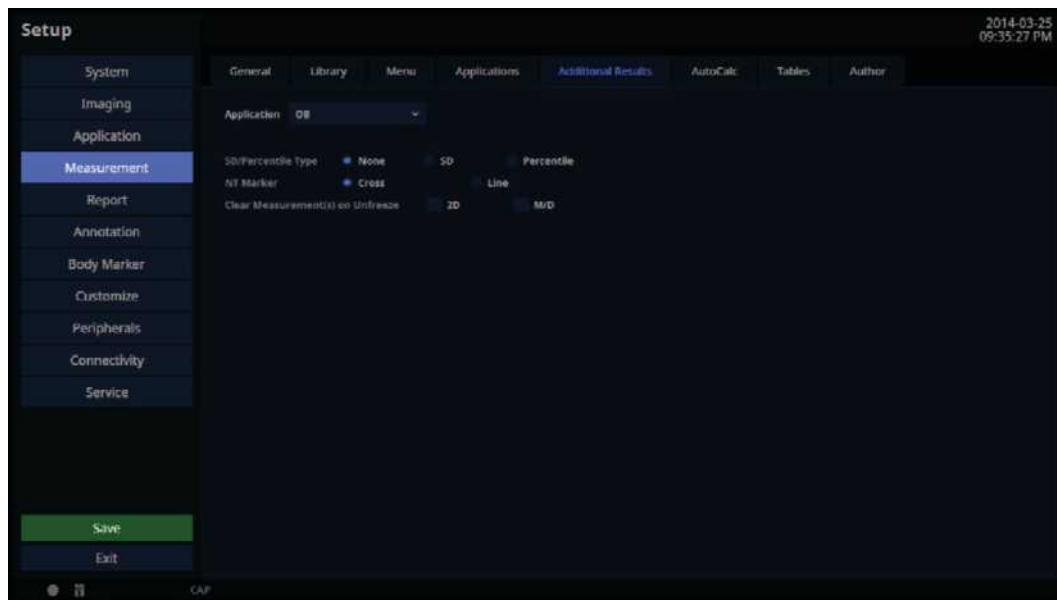 Setup
2014-03-25
09:35:27 PM
System
Imaging
Application
Measurement
Report
Annotation
Body Marker
Customize
Peripherals
Connectivity
Service
Save
Exit
General Library Menu Applications Additional Results AutoCalc Tables Author
Application OB
SD/Percentile Type None SD Percentile
NT Marker Cross Line
Clear Measurement(s) on Unfreeze 2D M/D
CAP